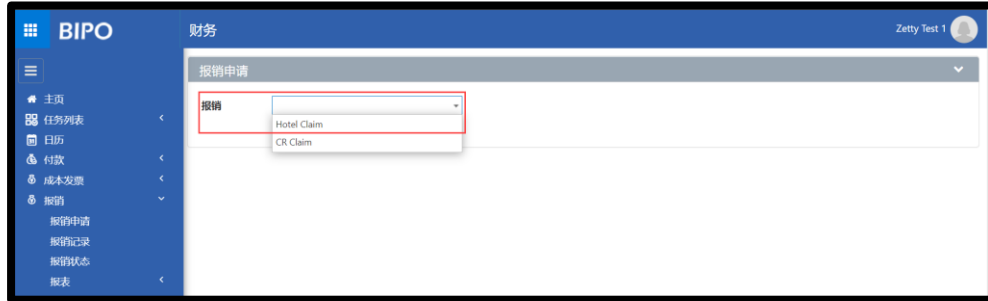 BIPO
财务
Zetty Test 1
报销申请
主页
任务列表
日历
付款
成本发票
报销
报销申请
报销记录
报销状态
报表
报销
Hotel Claim
CR Claim